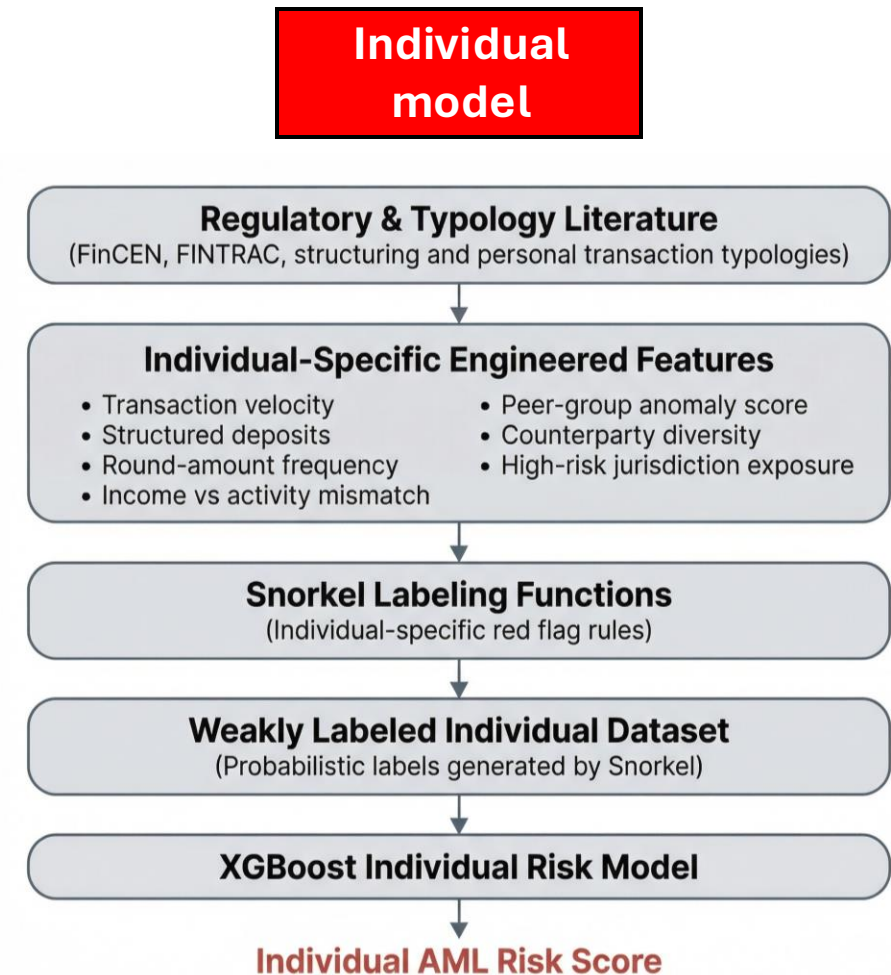 Individual
model
Regulatory & Typology Literature
(FinCEN, FINTRAC, structuring and personal transaction typologies)
Individual-Specific Engineered Features
• Transaction velocity
• Structured deposits
• Round-amount frequency
• Income vs activity mismatch
• Peer-group anomaly score
• Counterparty diversity
• High-risk jurisdiction exposure
Snorkel Labeling Functions
(Individual-specific red flag rules)
Weakly Labeled Individual Dataset
(Probabilistic labels generated by Snorkel)
XGBoost Individual Risk Model
Individual AML Risk Score